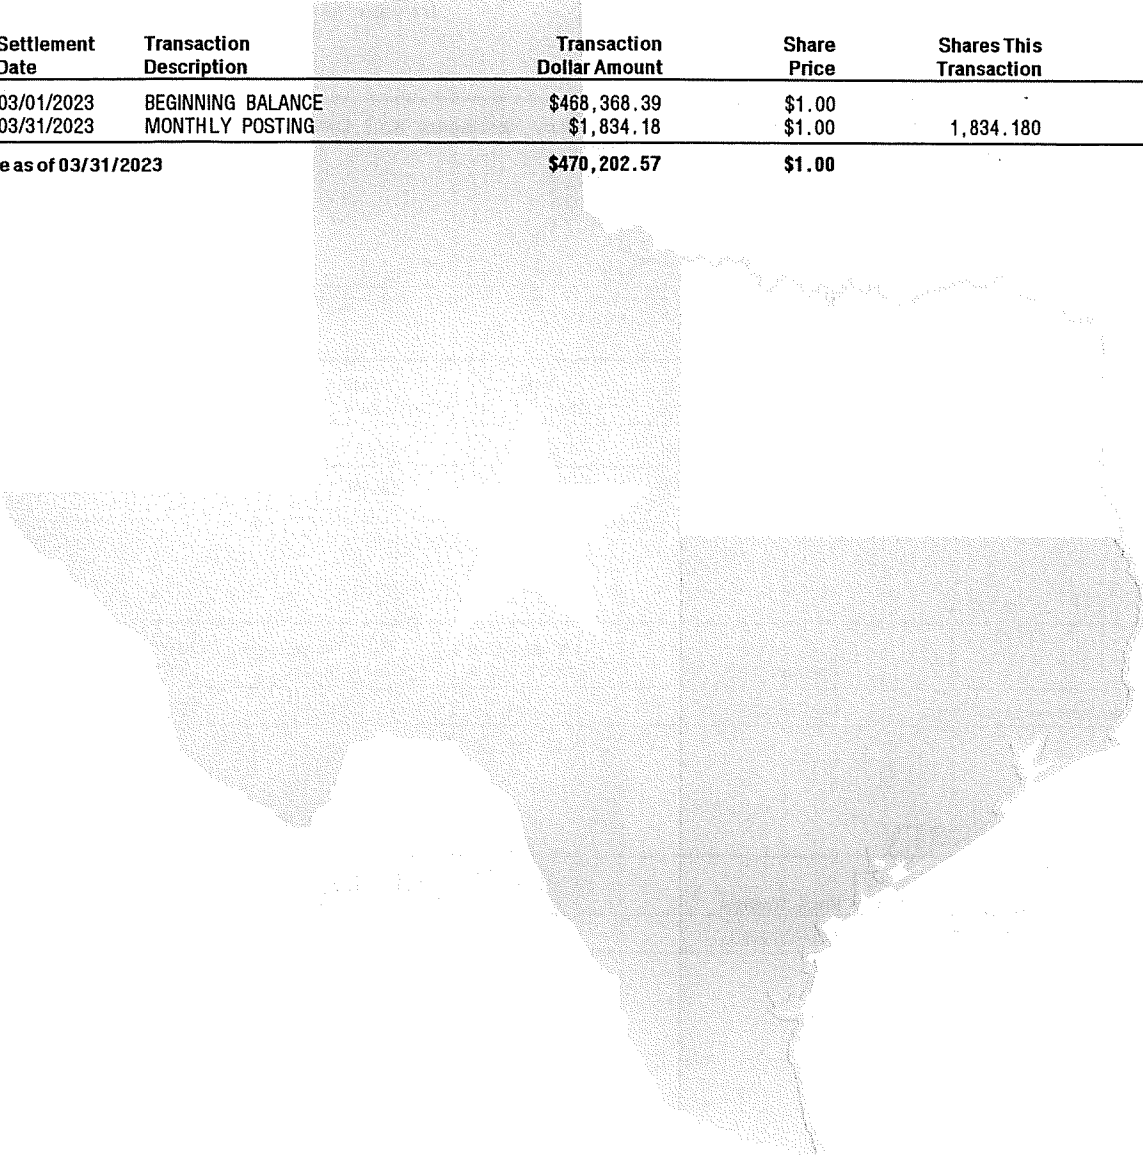 Settlement Transaction Transaction Share Shares This
Date Description Dollar Amount Price Transaction
03/01/2023 BEGINNING BALANCE $468,368.39 $1.00
03/31/2023 MONTHLY POSTING $1,834.18 $1.00 1,834.180
e as of 03/31/2023 $470,202.57 $1.00